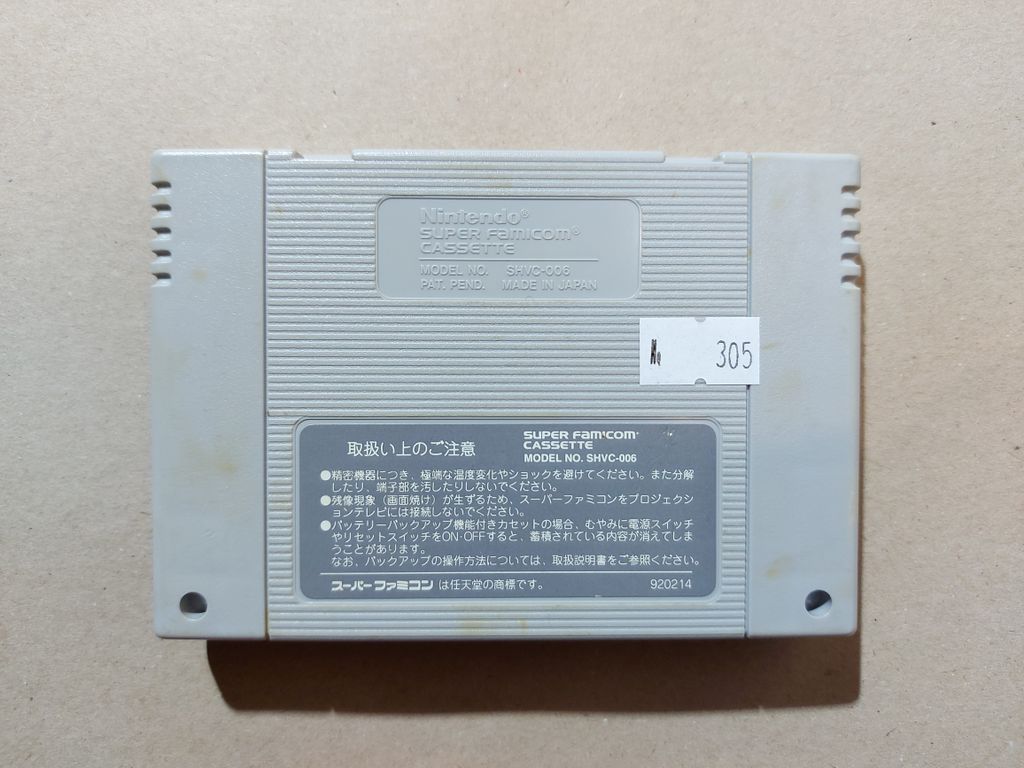 Nintendo®
SUPER FAMICOM®
CASSETTE
MODEL NO. SHVC-006
PAT. PEND. MADE IN JAPAN
№ 305
取扱い上のご注意
SUPER FAMICOM®
CASSETTE
MODEL NO. SHVC-006
●精密機器につき、極端な温度変化やショックを避けてください。また分解
したり、端子部を汚したりしないでください。
●残像現象（画面焼け）が生ずるため、スーパーファミコンをプロジェクシ
ョンテレビには接続しないでください。
●バッテリーバックアップ機能付きカセットの場合、むやみに電源スイッチ
やリセットスイッチをON・OFFすると、蓄積されている内容が消えてしま
うことがあります。
なお、バックアップの操作方法については、取扱説明書をご参照ください。
スーパーファミコン は任天堂の商標です。 920214